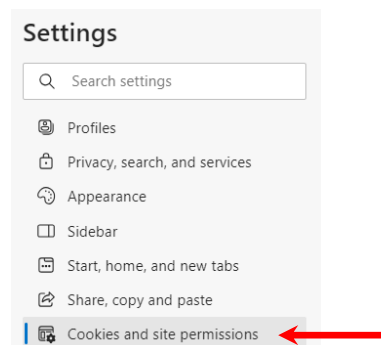 Settings
Search settings
Profiles
Privacy, search, and services
Appearance
Sidebar
Start, home, and new tabs
Share, copy and paste
Cookies and site permissions